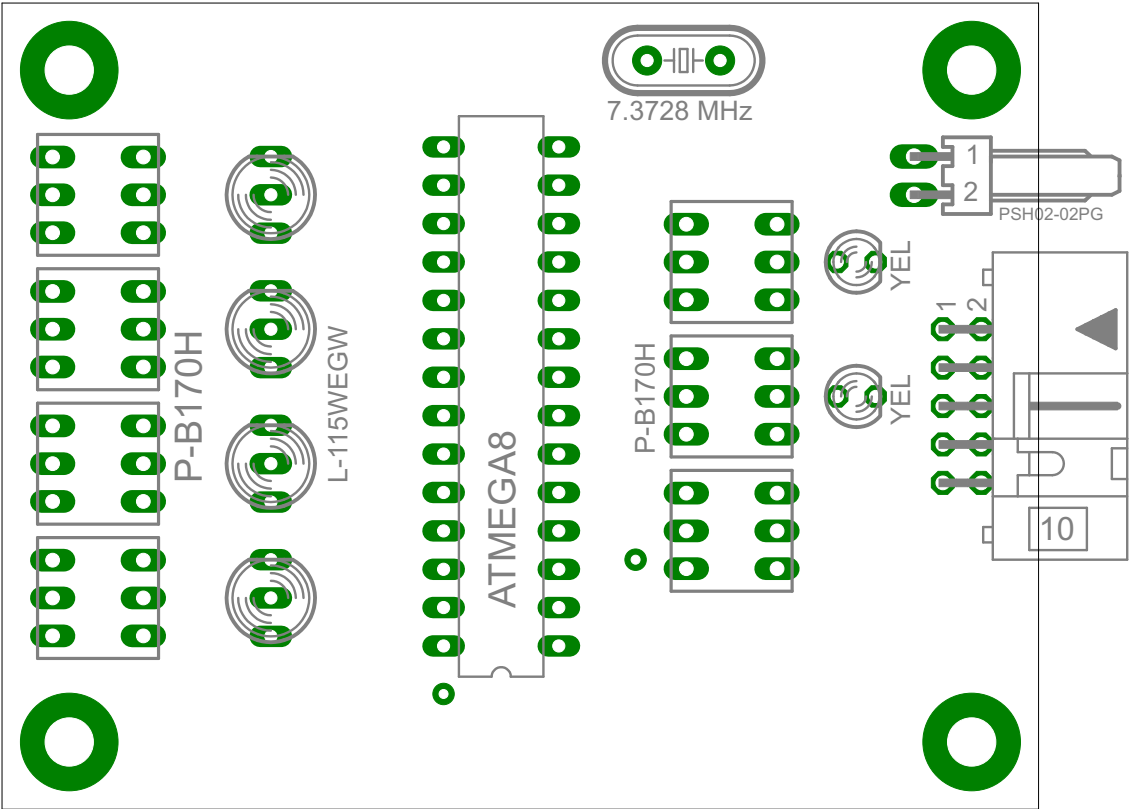 7.3728 MHz
1
2
PSH02-02PG
YEL
1 2
P-B170H
L-115WEGW
P-B170H
YEL
ATMEGA8
10